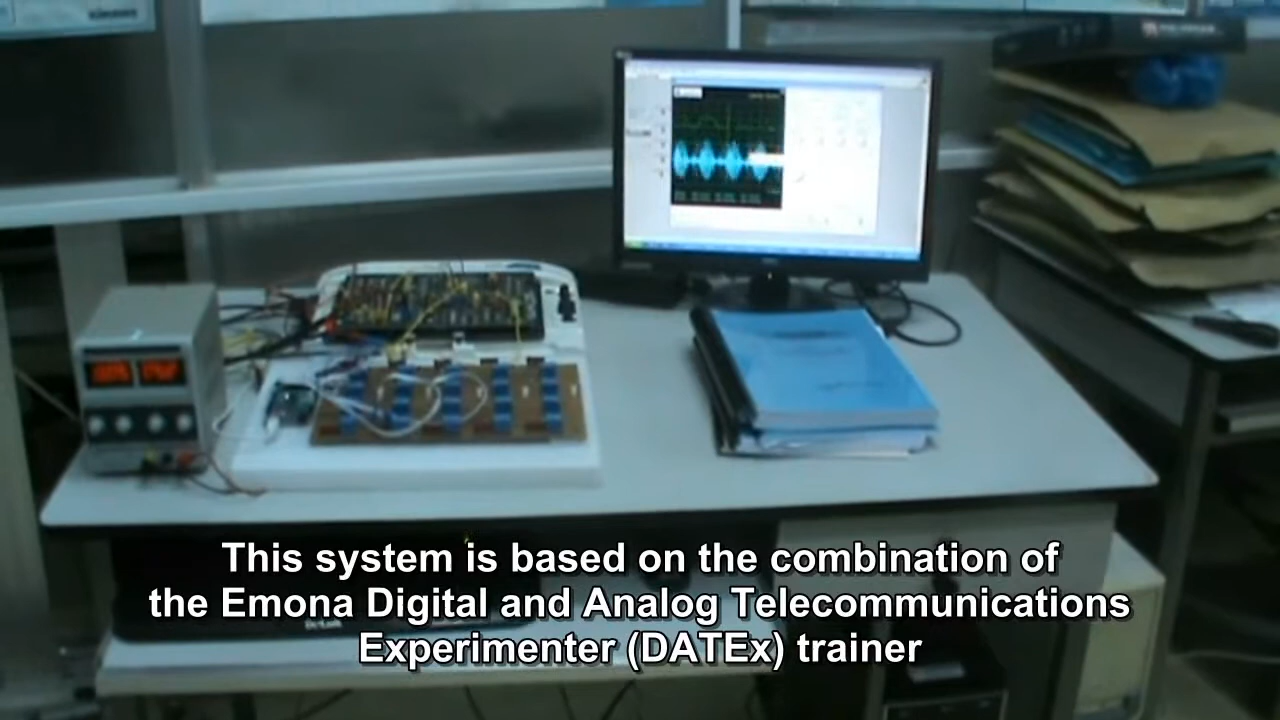 This system is based on the combination of
the Emona Digital and Analog Telecommunications
Experimenter (DATEx) trainer